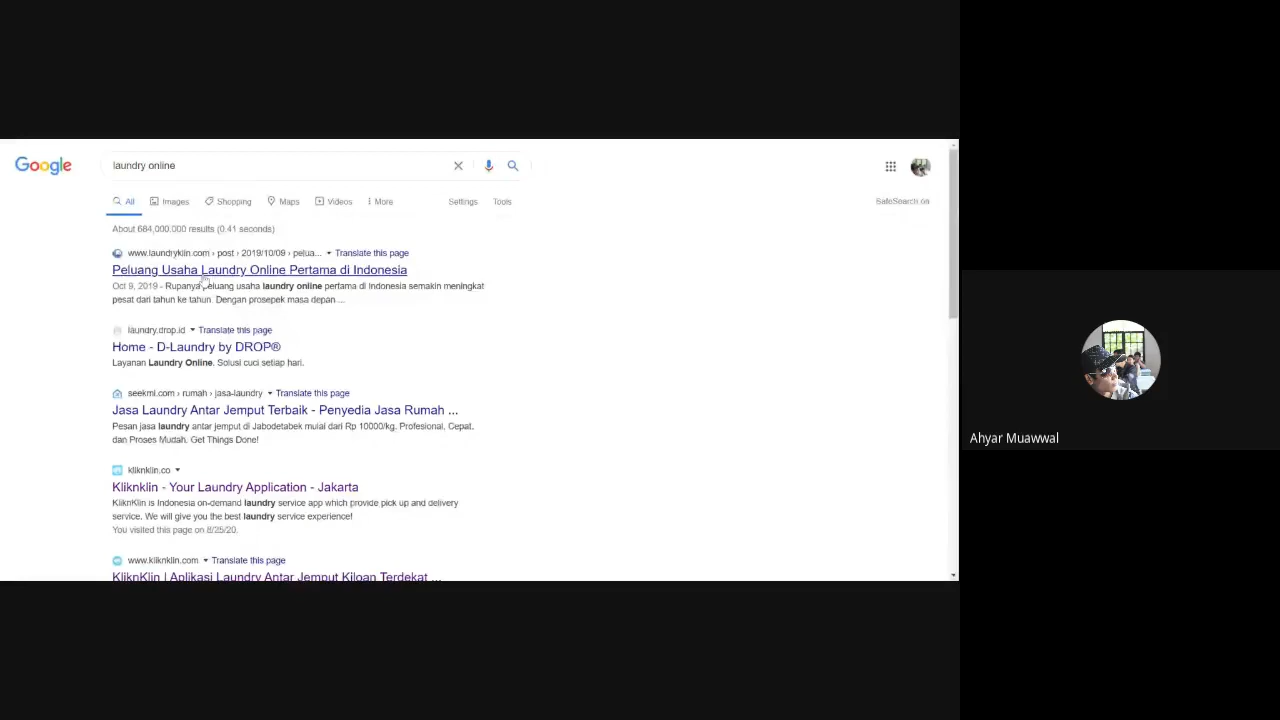 Google
laundry online
All Images Shopping Maps Videos More Settings Tools
SafeSearch on
About 684,000,000 results (0.41 seconds)
www.laundryklin.com › post › 2019/10/09 › pelua... Translate this page
Peluang Usaha Laundry Online Pertama di Indonesia
Oct 9, 2019 - Rupanya peluang usaha laundry online pertama di Indonesia semakin meningkat
pesat dari tahun ke tahun. Dengan prosepek masa depan ...
laundry.drop.id Translate this page
Home - D-Laundry by DROP®
Layanan Laundry Online. Solusi cuci setiap hari.
seekmi.com › rumah › jasa-laundry Translate this page
Jasa Laundry Antar Jemput Terbaik - Penyedia Jasa Rumah ...
Pesan jasa laundry antar jemput di Jabodetabek mulai dari Rp 10000/kg. Profesional, Cepat,
dan Proses Mudah. Get Things Done!
kliknklin.co
Kliknklin - Your Laundry Application - Jakarta
KliknKlin is Indonesia on-demand laundry service app which provide pick up and delivery
service. We will give you the best laundry service experience!
You visited this page on 8/25/20.
www.kliknklin.com Translate this page
KliknKlin | Aplikasi Laundry Antar Jemput Kiloan Terdekat ...
Ahyar Muawwal